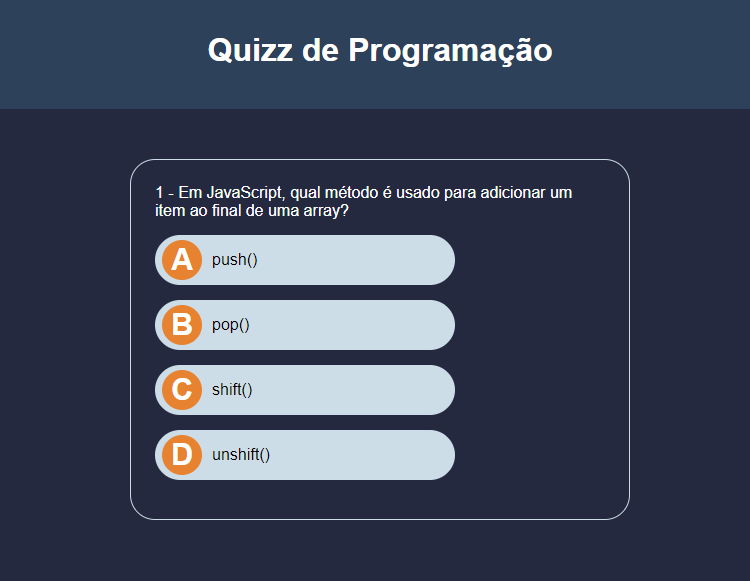 Quizz de Programação
1 - Em JavaScript, qual método é usado para adicionar um
item ao final de uma array?
A push()
B pop()
C shift()
D unshift()